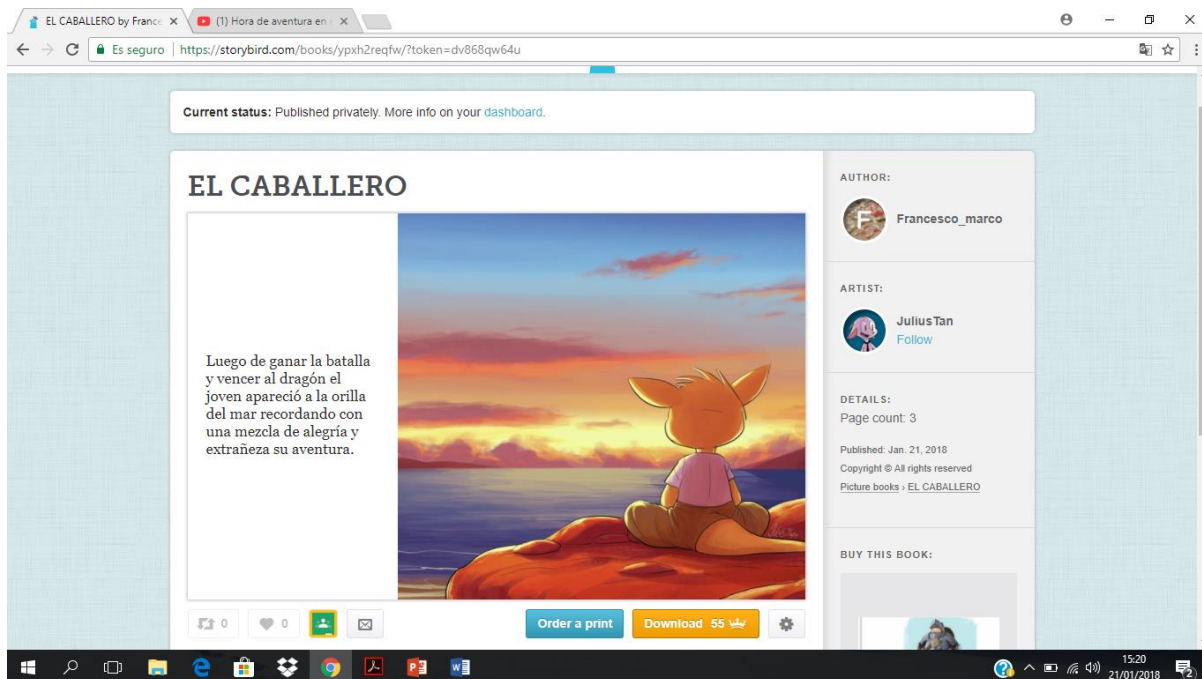 EL CABALLERO by France
(1) Hora de aventura en
Es seguro
https://storybird.com/books/ypxh2reqfw/?token=dv868qw64u
Current status: Published privately. More info on your dashboard.
EL CABALLERO
Luego de ganar la batalla
y vencer al dragón el
joven apareció a la orilla
del mar recordando con
una mezcla de alegría y
extrañeza su aventura.
AUTHOR:
F
Francesco_marco
ARTIST:
JuliusTan
Follow
DETAILS:
Page count: 3
Published: Jan. 21, 2018
Copyright © All rights reserved
Picture books › EL CABALLERO
BUY THIS BOOK:
0
0
Order a print
Download 55
15:20
21/01/2018
2